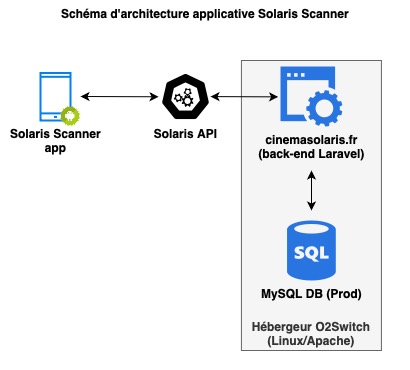 Schéma d'architecture applicative Solaris Scanner
Solaris Scanner
app
Solaris API
cinemasolaris.fr
(back-end Laravel)
SQL
MySQL DB (Prod)
Hébergeur O2Switch
(Linux/Apache)